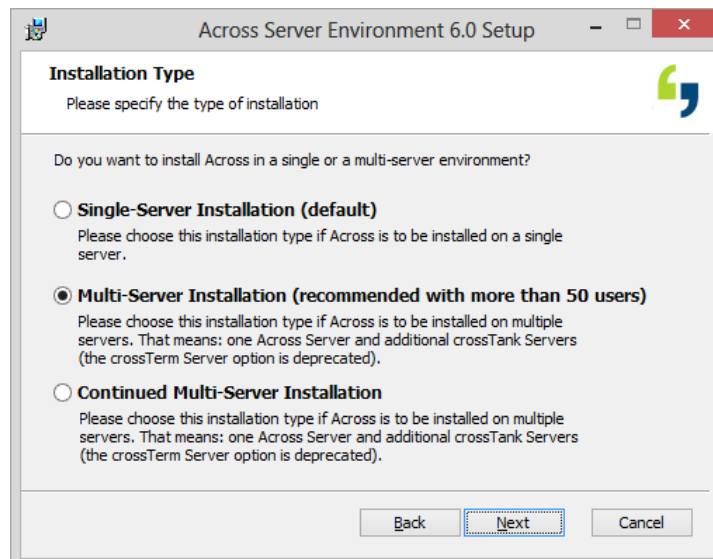 Across Server Environment 6.0 Setup
Installation Type
Please specify the type of installation
Do you want to install Across in a single or a multi-server environment?
Single-Server Installation (default)
Please choose this installation type if Across is to be installed on a single
server.
Multi-Server Installation (recommended with more than 50 users)
Please choose this installation type if Across is to be installed on multiple
servers. That means: one Across Server and additional crossTank Servers
(the crossTerm Server option is deprecated).
Continued Multi-Server Installation
Please choose this installation type if Across is to be installed on multiple
servers. That means: one Across Server and additional crossTank Servers
(the crossTerm Server option is deprecated).
Back Next Cancel